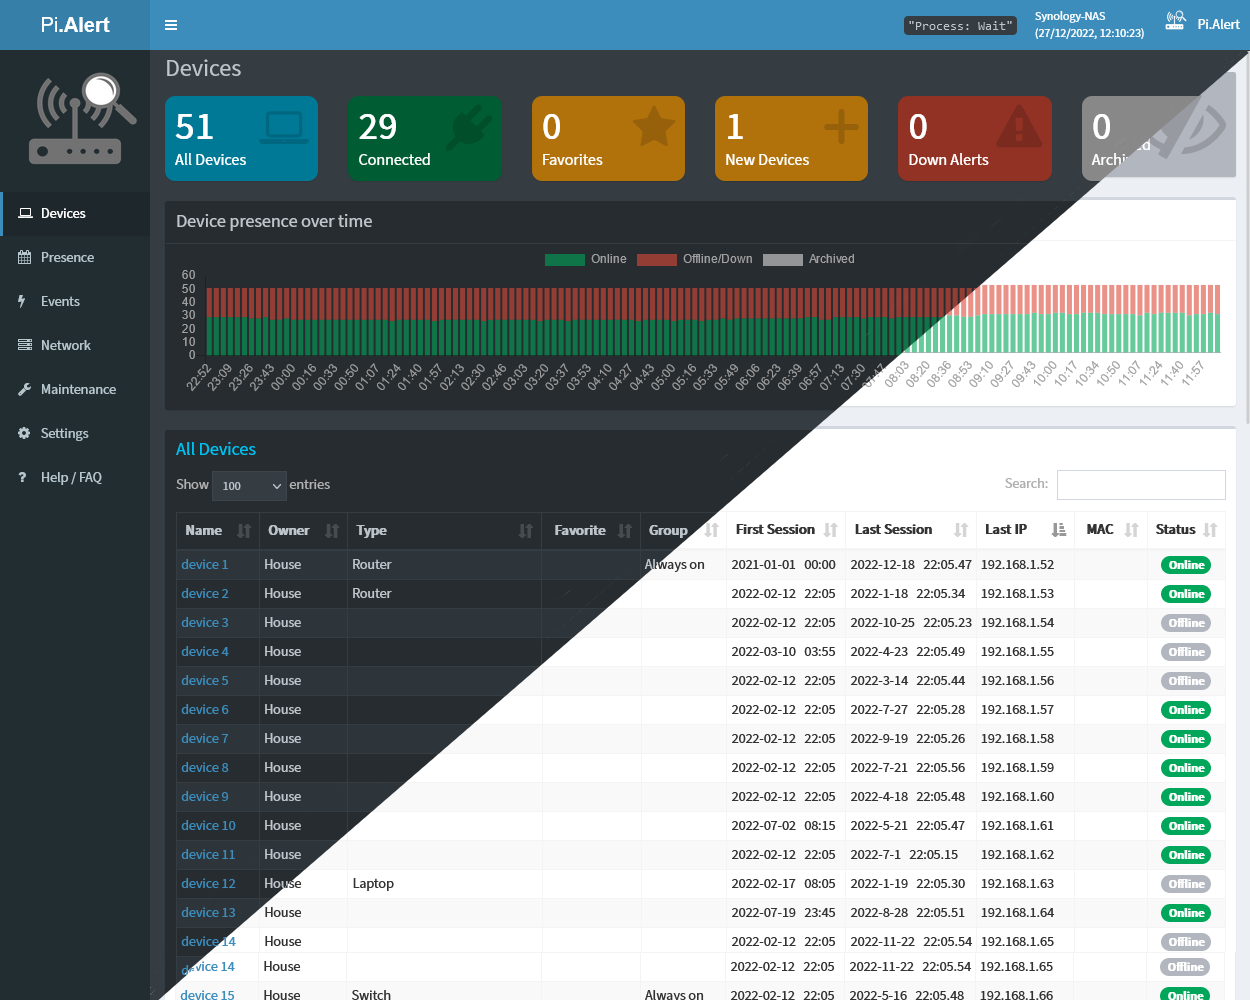 Pi.Alert
"Process: Wait"
Synology-NAS
(27/12/2022, 12:10:23)
Pi.Alert
Devices
Presence
Events
Network
Maintenance
Settings
Help / FAQ
Devices
51
All Devices
29
Connected
0
Favorites
1
New Devices
0
Down Alerts
0
Archived
Device presence over time
Online Offline/Down Archived
60
50
40
30
20
10
0
22:52 23:09 23:26 23:43 00:00 00:16 00:33 00:50 01:07 01:24 01:40 01:57 02:13 02:30 02:46 03:03 03:20 03:37 03:53 04:10 04:27 04:43 05:00 05:16 05:33 05:49 06:06 06:23 06:39 06:57 07:13 07:30 07:47 08:03 08:20 08:36 08:53 09:10 09:27 09:43 10:00 10:17 10:34 10:50 11:07 11:24 11:40 11:57
All Devices
Show 100 entries
Search:
Name Owner Type Favorite Group First Session Last Session Last IP MAC Status
device 1 House Router Always on 2021-01-01 00:00 2022-12-18 22:05.47 192.168.1.52 Online
device 2 House Router 2022-02-12 22:05 2022-1-18 22:05.34 192.168.1.53 Online
device 3 House 2022-02-12 22:05 2022-10-25 22:05.23 192.168.1.54 Offline
device 4 House 2022-03-10 03:55 2022-4-23 22:05.49 192.168.1.55 Offline
device 5 House 2022-02-12 22:05 2022-3-14 22:05.44 192.168.1.56 Offline
device 6 House 2022-02-12 22:05 2022-7-27 22:05.28 192.168.1.57 Online
device 7 House 2022-02-12 22:05 2022-9-19 22:05.26 192.168.1.58 Online
device 8 House 2022-02-12 22:05 2022-7-21 22:05.56 192.168.1.59 Online
device 9 House 2022-02-12 22:05 2022-4-18 22:05.48 192.168.1.60 Online
device 10 House 2022-07-02 08:15 2022-5-21 22:05.47 192.168.1.61 Online
device 11 House 2022-02-12 22:05 2022-7-1 22:05.15 192.168.1.62 Online
device 12 House Laptop 2022-02-17 08:05 2022-1-19 22:05.30 192.168.1.63 Offline
device 13 House 2022-07-19 23:45 2022-8-28 22:05.51 192.168.1.64 Online
device 14 House 2022-02-12 22:05 2022-11-22 22:05.54 192.168.1.65 Offline
device 14 House 2022-02-12 22:05 2022-11-22 22:05.54 192.168.1.65 Offline
device 15 House Switch Always on 2022-02-12 22:05 2022-5-16 22:05.48 192.168.1.66 Online